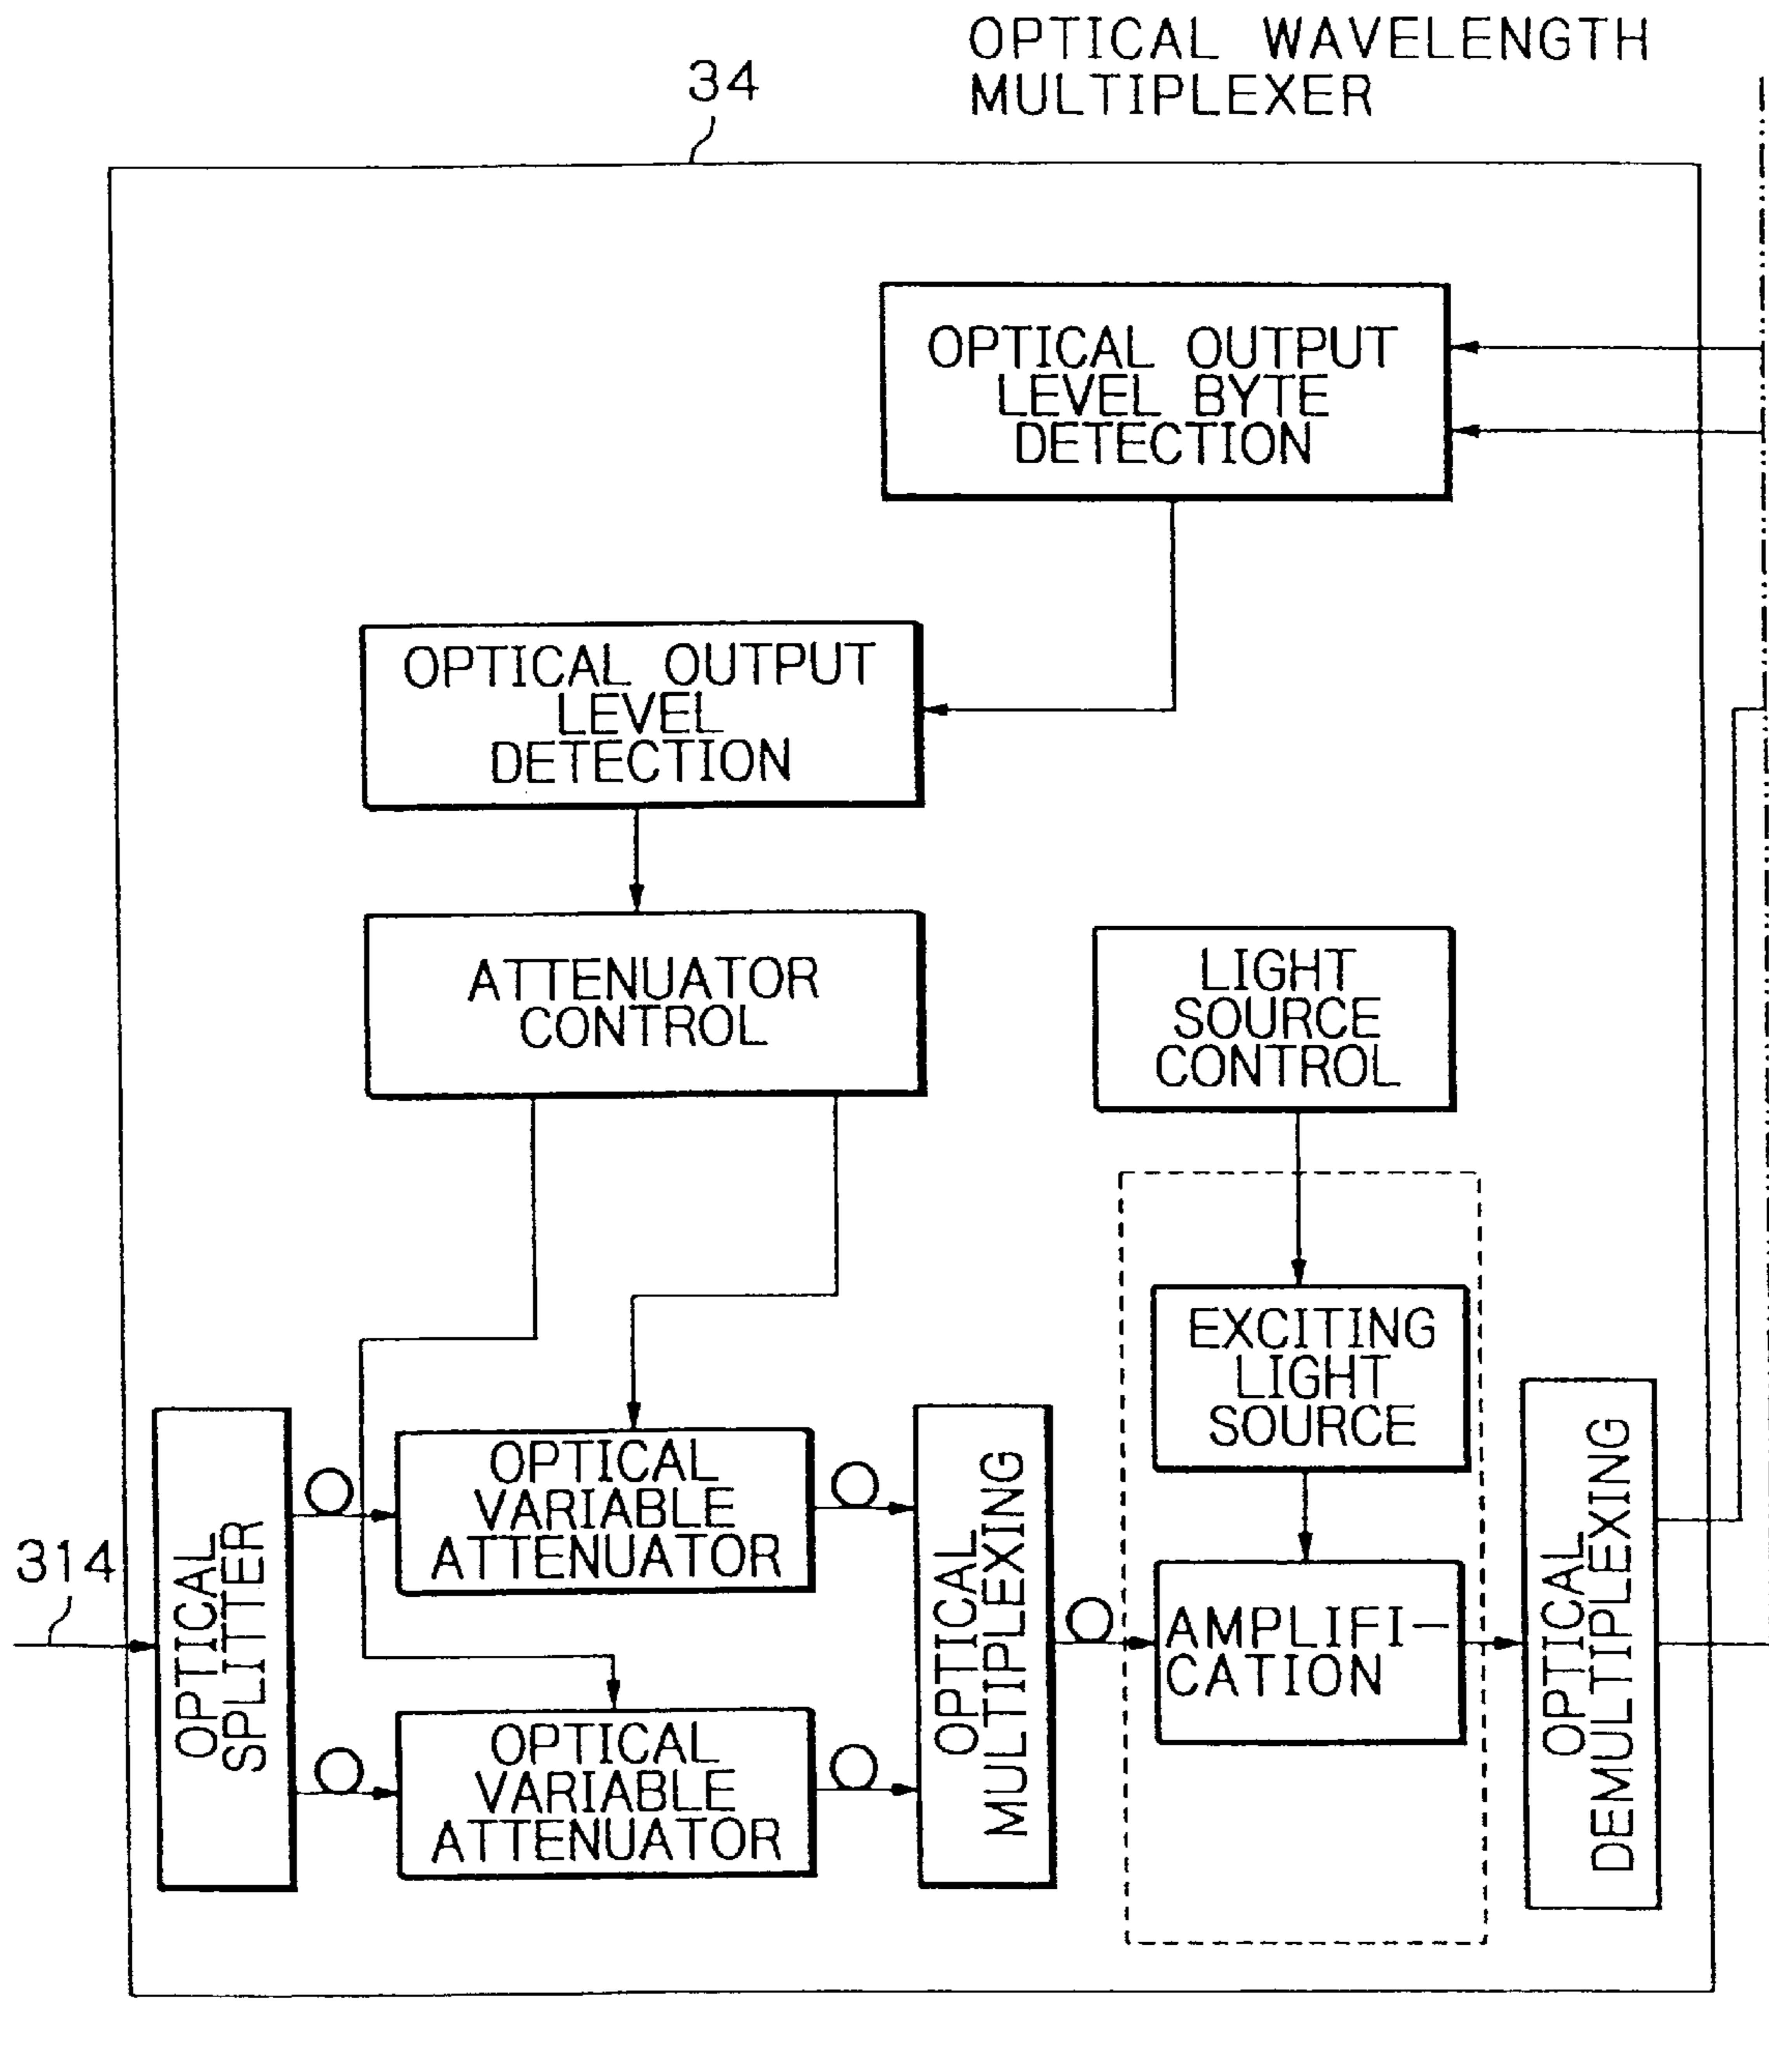 OPTICAL WAVELENGTH
MULTIPLEXER
34
OPTICAL OUTPUT
LEVEL BYTE
DETECTION
OPTICAL OUTPUT
LEVEL
DETECTION
ATTENUATOR
CONTROL
LIGHT
SOURCE
CONTROL
EXCITING
LIGHT
SOURCE
314
OPTICAL
SPLITTER
OPTICAL
VARIABLE
ATTENUATOR
OPTICAL
VARIABLE
ATTENUATOR
OPTICAL
MULTIPLEXING
AMPLIFI-
CATION
OPTICAL
DEMULTIPLEXING